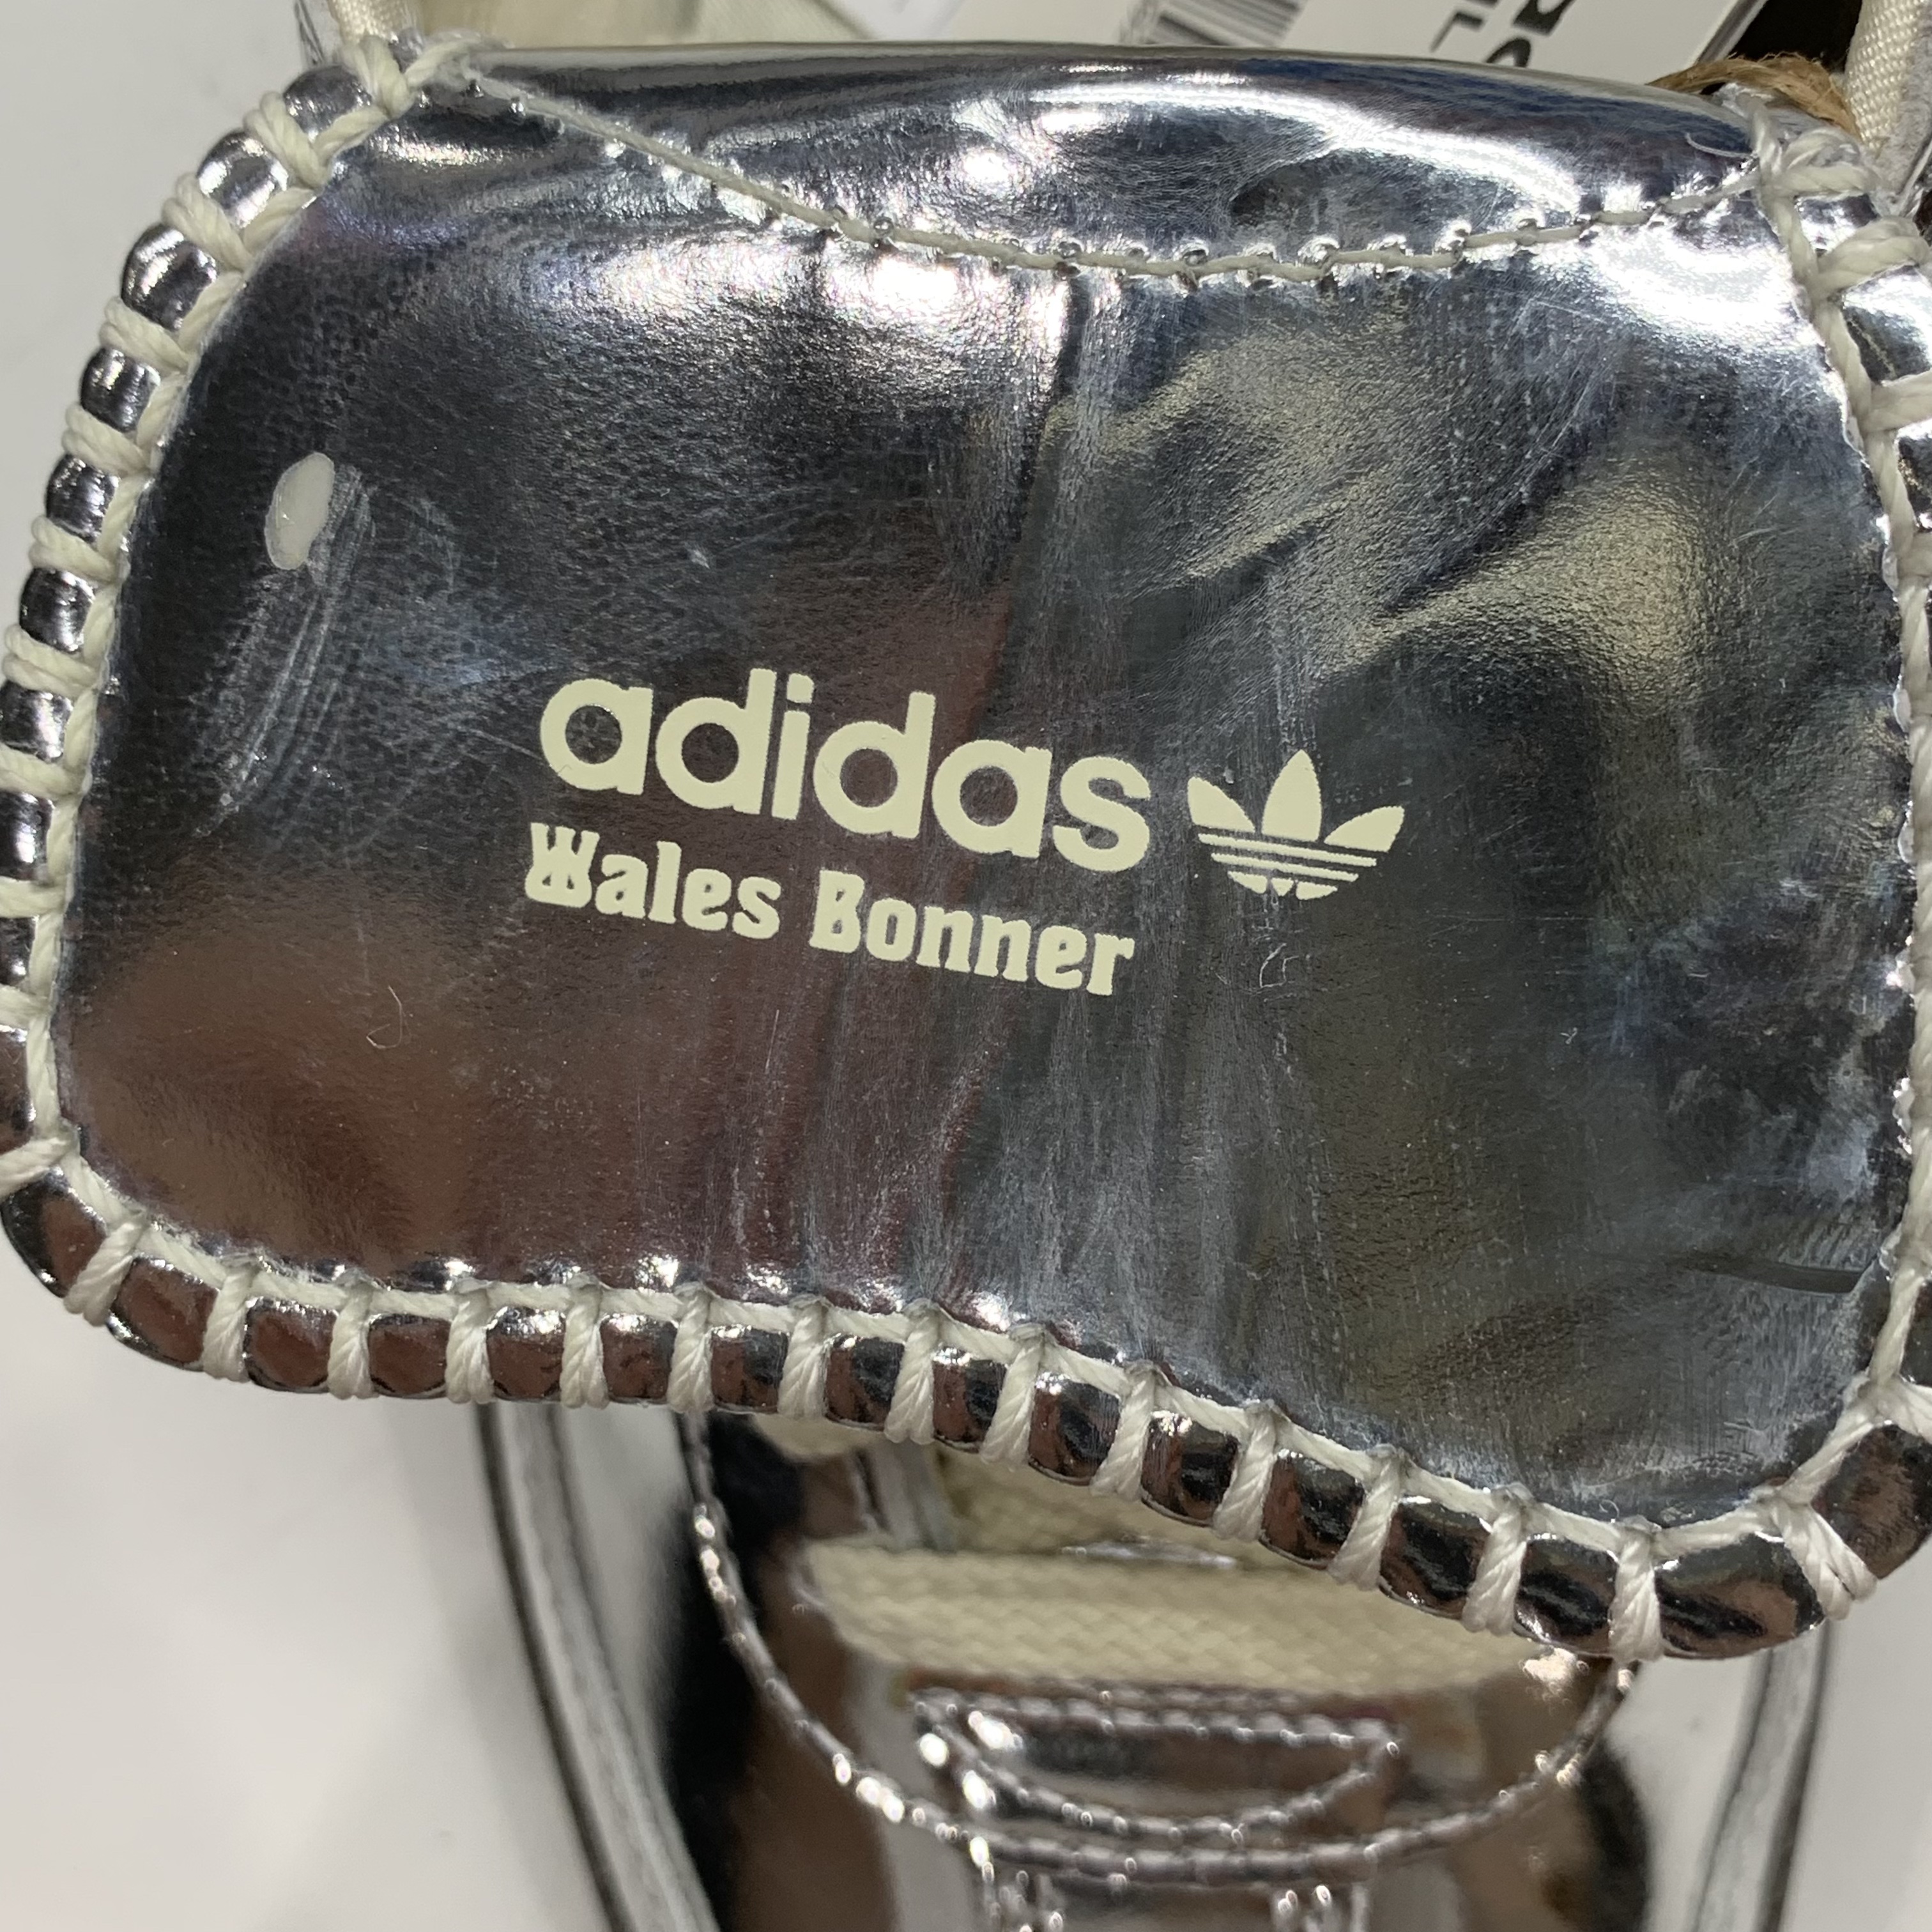 adidas
Wales Bonner